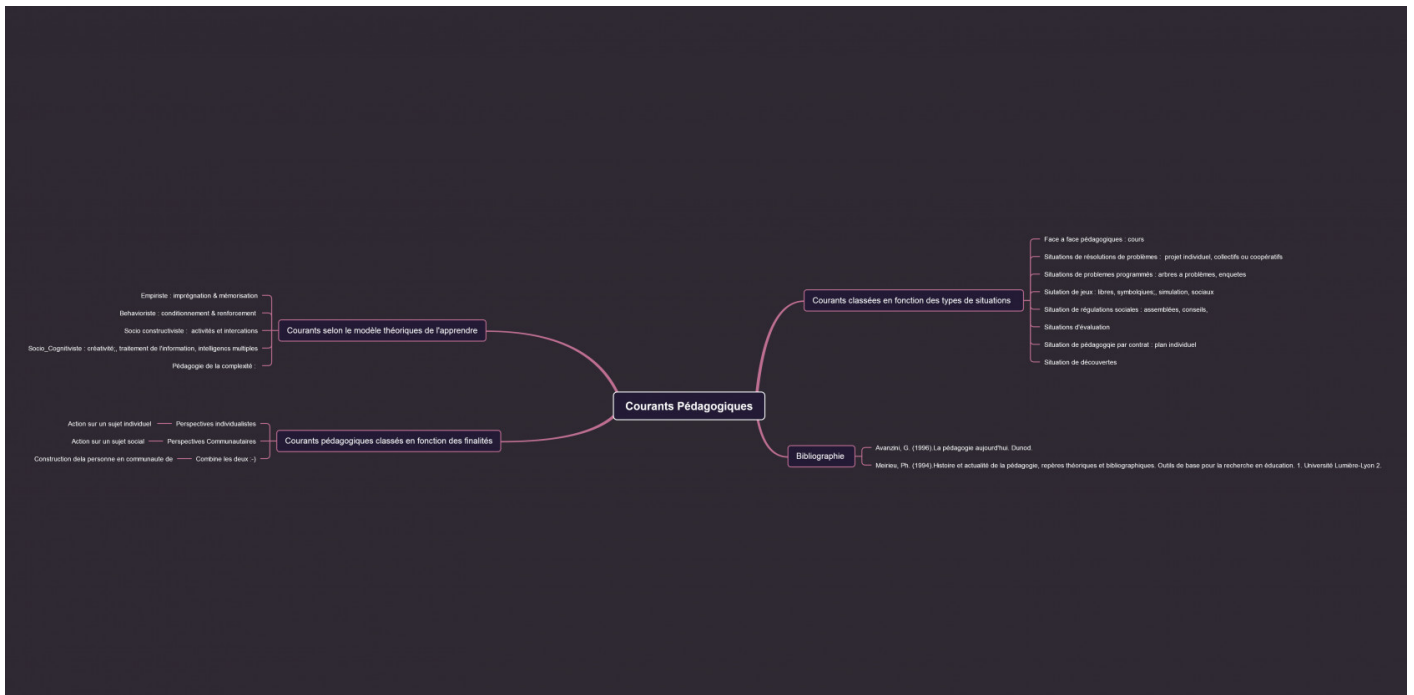 Courants Pédagogiques
Courants classées en fonction des types de situations
Face a face pédagogiques : cours
Situations de résolutions de problèmes : projet individuel, collectifs ou coopératifs
Situations de problemes programmés : arbres a problèmes, enquetes
Siutation de jeux : libres, symbolqiues;, simulation, sociaux
Situation de régulations sociales : assemblées, conseils,
Situations d'évaluation
Situation de pédagogqie par contrat : plan individuel
Situation de découvertes
Bibliographie
Avanzini, G. (1996).La pédagogie aujourd'hui. Dunod.
Meirieu, Ph. (1994).Histoire et actualité de la pédagogie, repères théoriques et bibliographiques. Outils de base pour la recherche en éducation. 1. Université Lumière-Lyon 2.
Courants selon le modèle théoriques de l'apprendre
Empiriste : imprégnation & mémorisation
Behavioriste : conditionnement & renforcement
Socio constructiviste : activités et intercations
Socio_Cognitiviste : créativité;, traitement de l'information, intelligencs multiples
Pédagogie de la complexité :
Courants pédagogiques classés en fonction des finalités
Perspectives individualistes
Action sur un sujet individuel
Perspectives Communautaires
Action sur un sujet social
Combine les deux :-)
Construction dela personne en communaute de